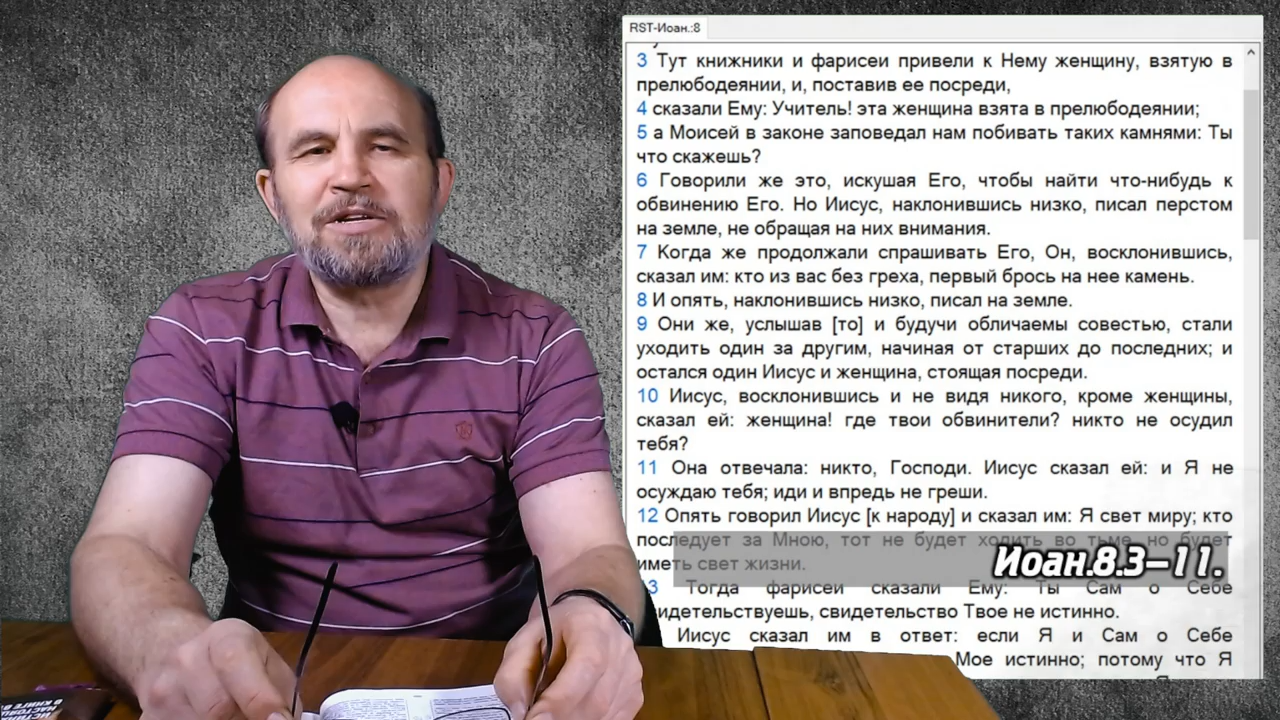 RST-Иоан.:8
3 Тут книжники и фарисеи привели к Нему женщину, взятую в
прелюбодеянии, и, поставив ее посреди,
4 сказали Ему: Учитель! эта женщина взята в прелюбодеянии;
5 а Моисей в законе заповедал нам побивать таких камнями: Ты
что скажешь?
6 Говорили же это, искушая Его, чтобы найти что-нибудь к
обвинению Его. Но Иисус, наклонившись низко, писал перстом
на земле, не обращая на них внимания.
7 Когда же продолжали спрашивать Его, Он, восклонившись,
сказал им: кто из вас без греха, первый брось на нее камень.
8 И опять, наклонившись низко, писал на земле.
9 Они же, услышав [то] и будучи обличаемы совестью, стали
уходить один за другим, начиная от старших до последних; и
остался один Иисус и женщина, стоящая посреди.
10 Иисус, восклонившись и не видя никого, кроме женщины,
сказал ей: женщина! где твои обвинители? никто не осудил
тебя?
11 Она отвечала: никто, Господи. Иисус сказал ей: и Я не
осуждаю тебя; иди и впредь не греши.
12 Опять говорил Иисус [к народу] и сказал им: Я свет миру; кто
последует за Мною, тот не будет ходить во тьме, но будет
иметь свет жизни.
Иоан.8.3–11.
3 Тогда фарисеи сказали Ему: Ты Сам о Себе
идетельствуешь, свидетельство Твое не истинно.
Иисус сказал им в ответ: если Я и Сам о Себе
Мое истинно; потому что Я